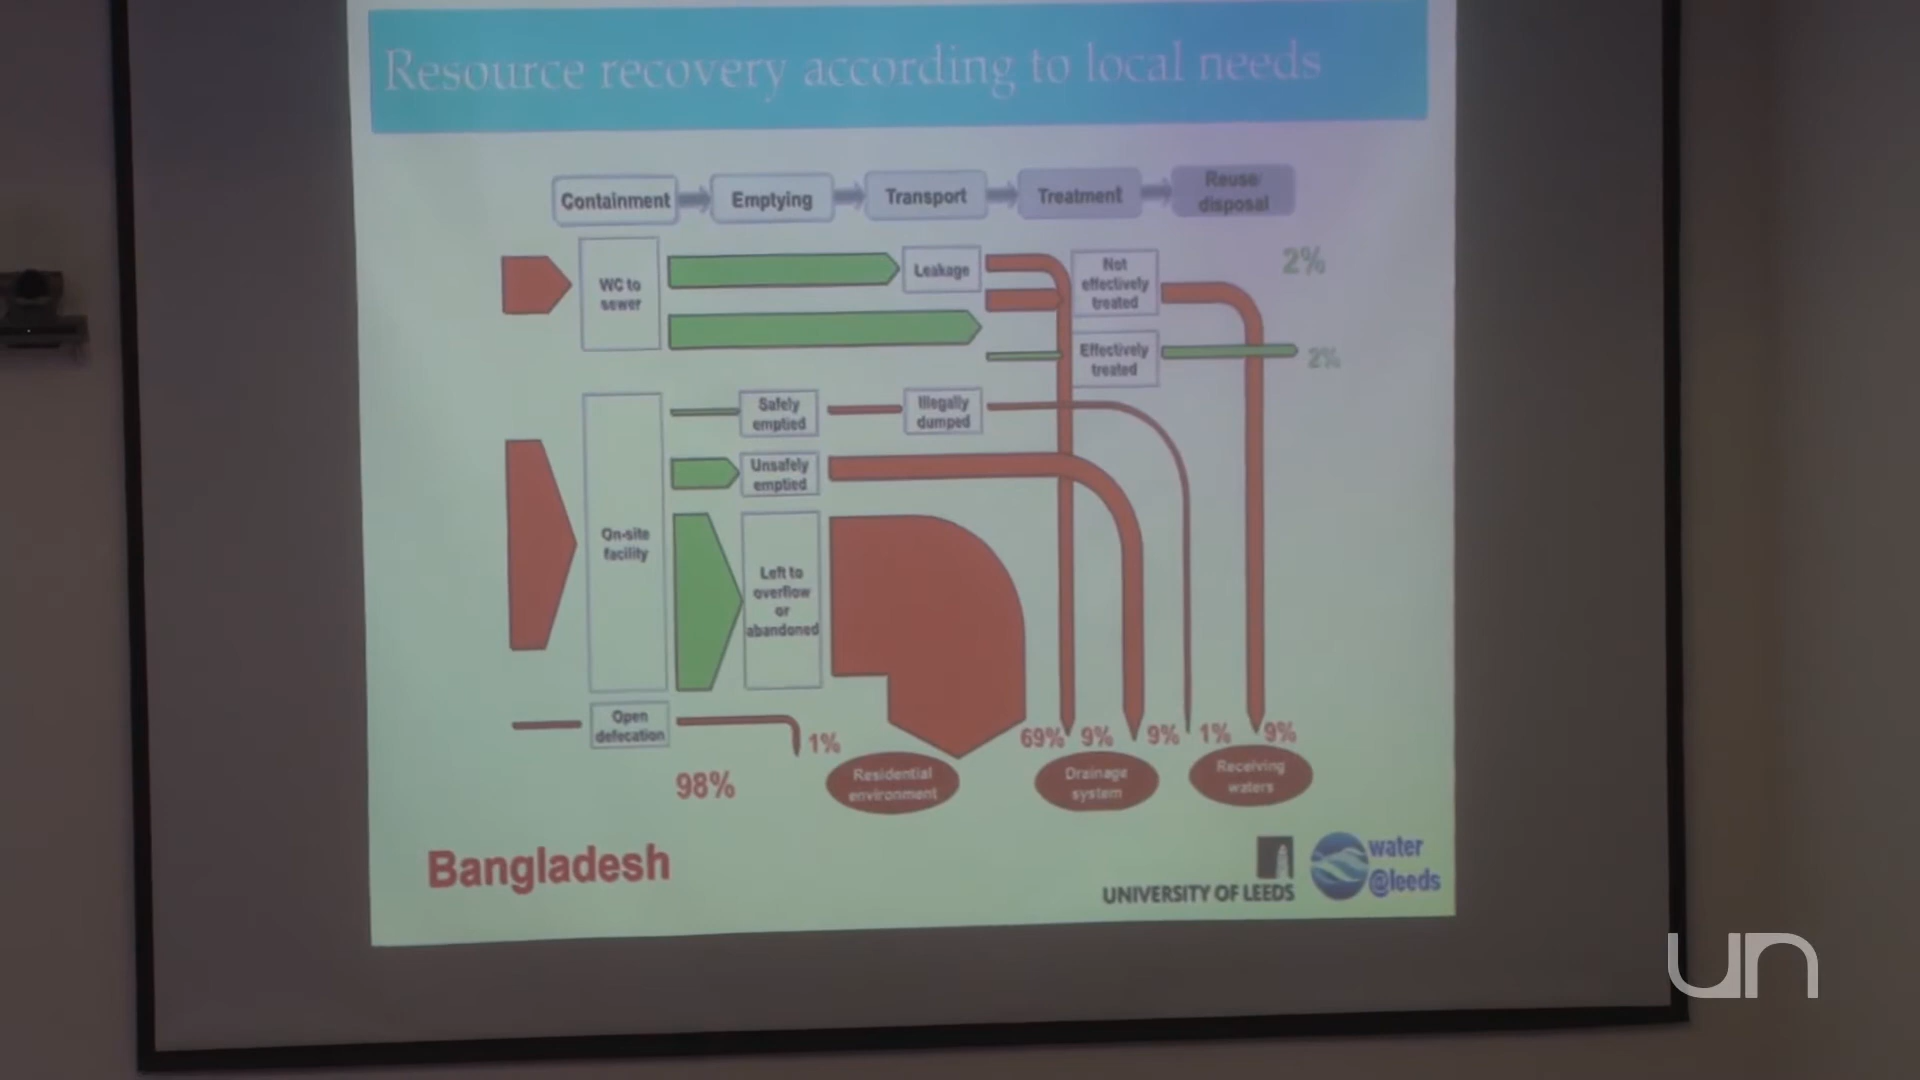 Resource recovery according to local needs
Containment
Emptying
Transport
Treatment
Reuse/
disposal
WC to
sewer
Leakage
Not
effectively
treated
2%
Effectively
treated
2%
Safely
emptied
Illegally
dumped
Unsafely
emptied
On-site
facility
Left to
overflow
or
abandoned
Open
defecation
1%
69%
9%
9%
1%
9%
98%
Residential
environment
Drainage
system
Receiving
waters
Bangladesh
UNIVERSITY OF LEEDS
water
@leeds
un